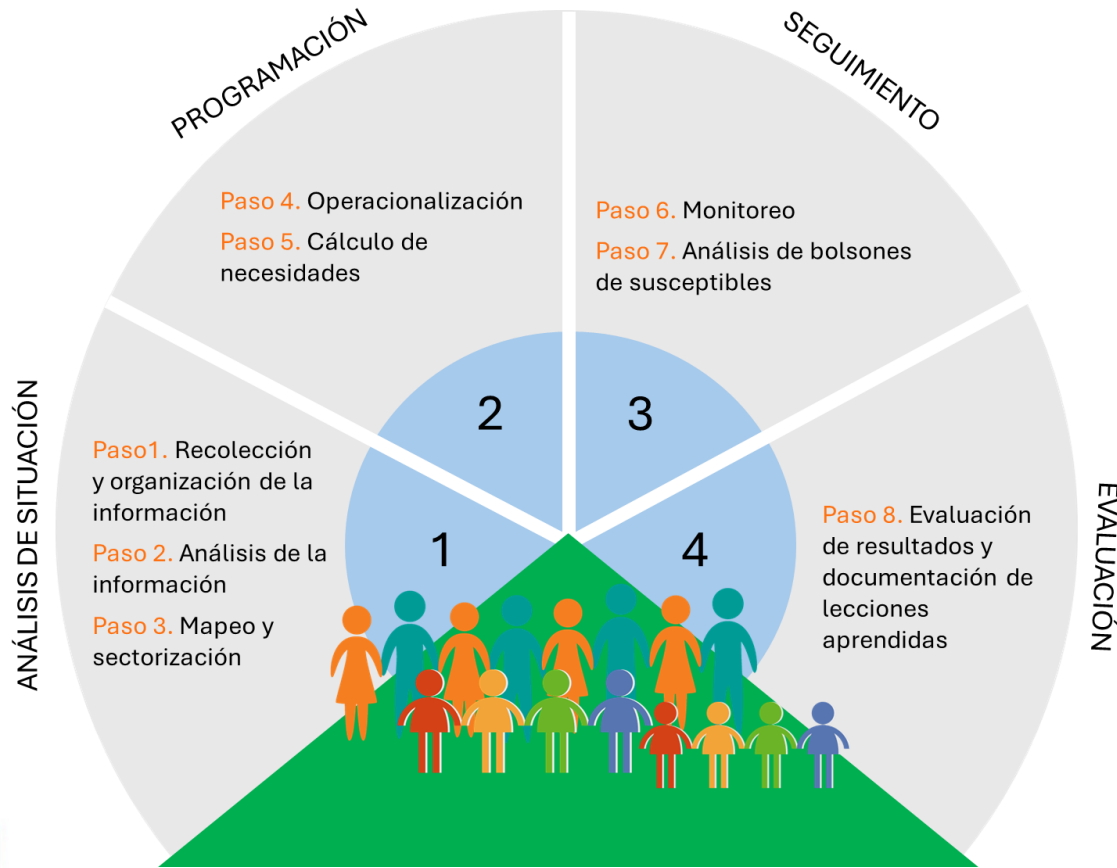 ANÁLISIS DE SITUACIÓN
1
Paso1. Recolección
y organización de la
información
Paso 2. Análisis de la
información
Paso 3. Mapeo y
sectorización
PROGRAMACIÓN
2
Paso 4. Operacionalización
Paso 5. Cálculo de
necesidades
SEGUIMIENTO
3
Paso 6. Monitoreo
Paso 7. Análisis de bolsones
de susceptibles
EVALUACIÓN
4
Paso 8. Evaluación
de resultados y
documentación de
lecciones
aprendidas